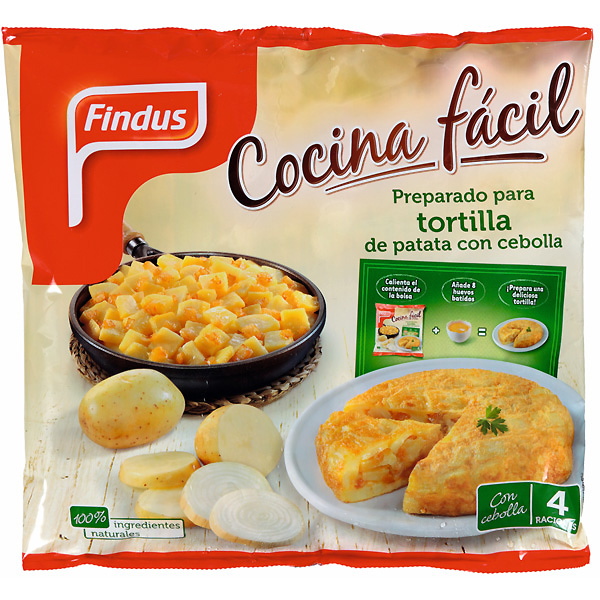 Findus
Cocina fácil
Preparado para
tortilla
de patata con cebolla
Calienta el
contenido de
la bolsa
Añade 8
huevos
batidos
¡Prepara una
deliciosa
tortilla!
Cocina fácil
+
=
100% ingredientes
naturales
Con
cebolla
4
RACIONES